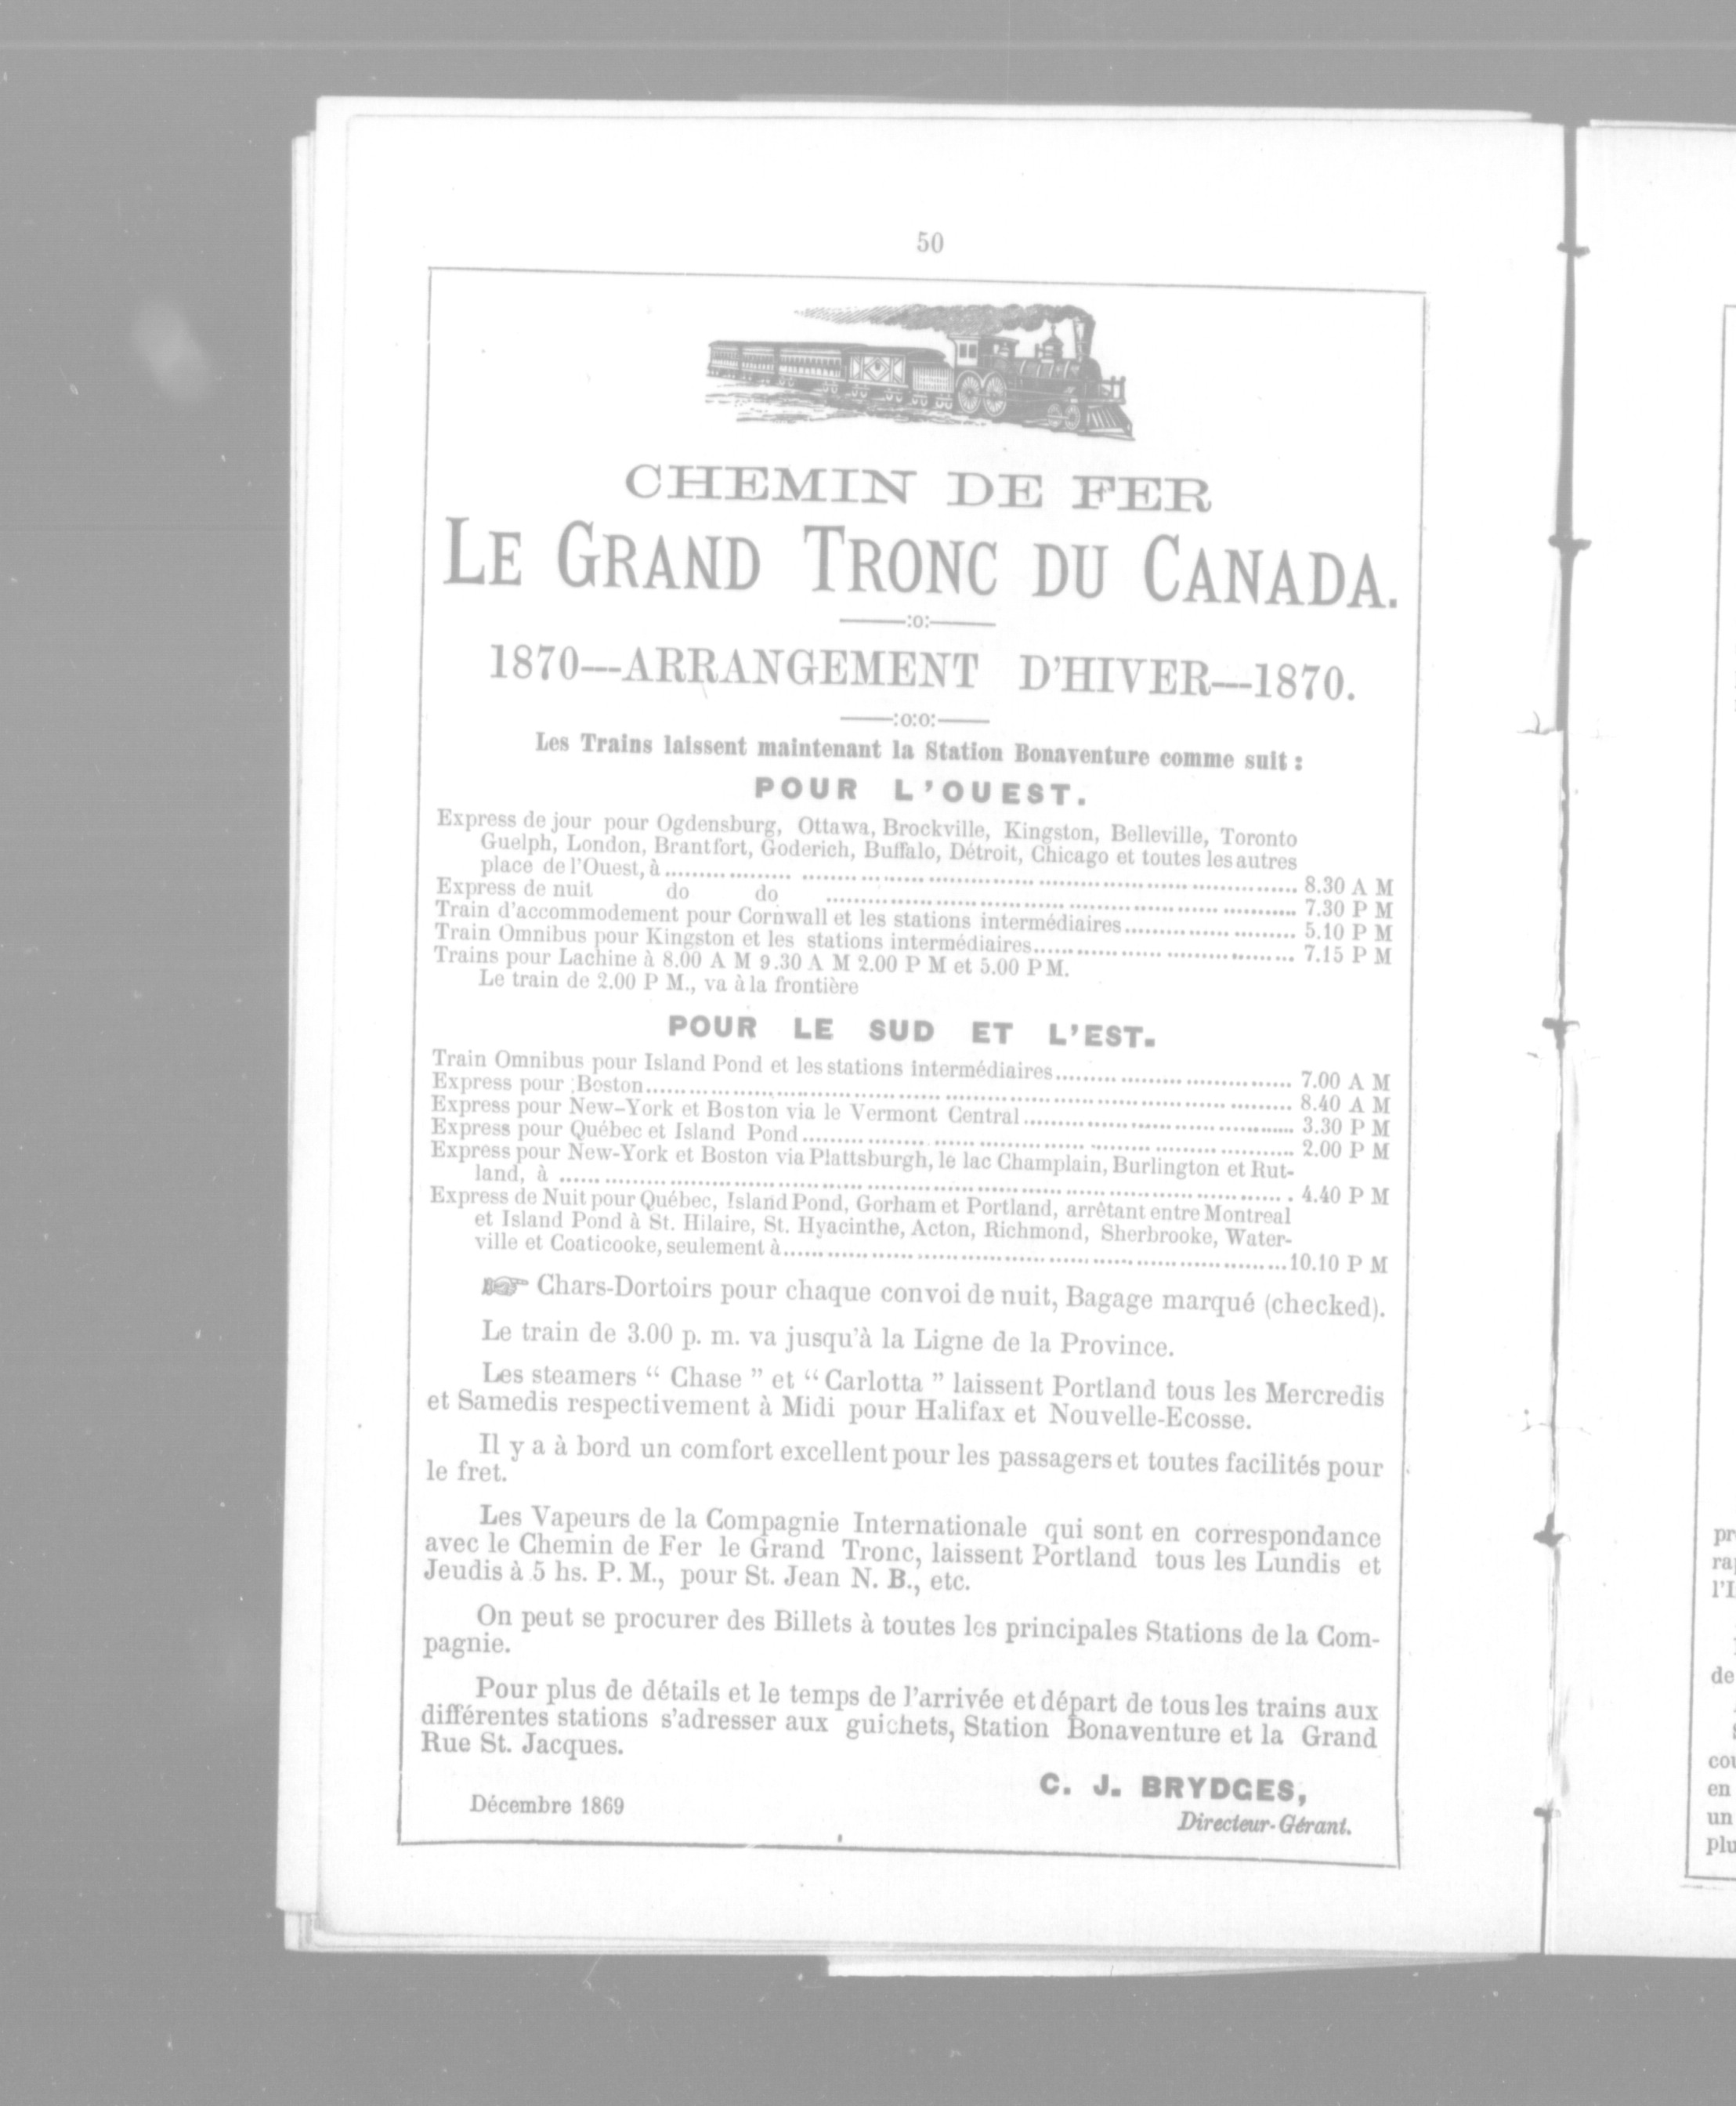 50
CHEMIN DE FER
LE GRAND TRONC DU CANADA.
:o:
1870—ARRANGEMENT D'HIVER—1870.
:o:o:
Les Trains laissent maintenant la Station Bonaventure comme suit :
POUR L'OUEST.
Express de jour pour Ogdensburg, Ottawa, Brockville, Kingston, Belleville, Toronto
Guelph, London, Brantfort, Goderich, Buffalo, Détroit, Chicago et toutes les autres
place de l'Ouest, à........ 8.30 A M
Express de nuit do do ........ 7.30 P M
Train d'accommodement pour Cornwall et les stations intermédiaires........ 5.10 P M
Train Omnibus pour Kingston et les stations intermédiaires........ 7.15 P M
Trains pour Lachine à 8.00 A M 9.30 A M 2.00 P M et 5.00 P M.
Le train de 2.00 P M., va à la frontière
POUR LE SUD ET L'EST.
Train Omnibus pour Island Pond et les stations intermédiaires........ 7.00 A M
Express pour Boston........ 8.40 A M
Express pour New-York et Boston via le Vermont Central........ 3.30 P M
Express pour Québec et Island Pond........ 2.00 P M
Express pour New-York et Boston via Plattsburgh, le lac Champlain, Burlington et Rut-
land, à ........ 4.40 P M
Express de Nuit pour Québec, Island Pond, Gorham et Portland, arrêtant entre Montreal
et Island Pond à St. Hilaire, St. Hyacinthe, Acton, Richmond, Sherbrooke, Water-
ville et Coaticooke, seulement à........10.10 P M
☞ Chars-Dortoirs pour chaque convoi de nuit, Bagage marqué (checked).
Le train de 3.00 p. m. va jusqu'à la Ligne de la Province.
Les steamers “ Chase ” et “ Carlotta ” laissent Portland tous les Mercredis
et Samedis respectivement à Midi pour Halifax et Nouvelle-Ecosse.
Il y a à bord un comfort excellent pour les passagers et toutes facilités pour
le fret.
Les Vapeurs de la Compagnie Internationale qui sont en correspondance
avec le Chemin de Fer le Grand Tronc, laissent Portland tous les Lundis et
Jeudis à 5 hs. P. M., pour St. Jean N. B., etc.
On peut se procurer des Billets à toutes les principales Stations de la Com-
pagnie.
Pour plus de détails et le temps de l'arrivée et départ de tous les trains aux
différentes stations s'adresser aux guichets, Station Bonaventure et la Grand
Rue St. Jacques.
C. J. BRYDGES,
Directeur-Gérant.
Décembre 1869
de
en
un